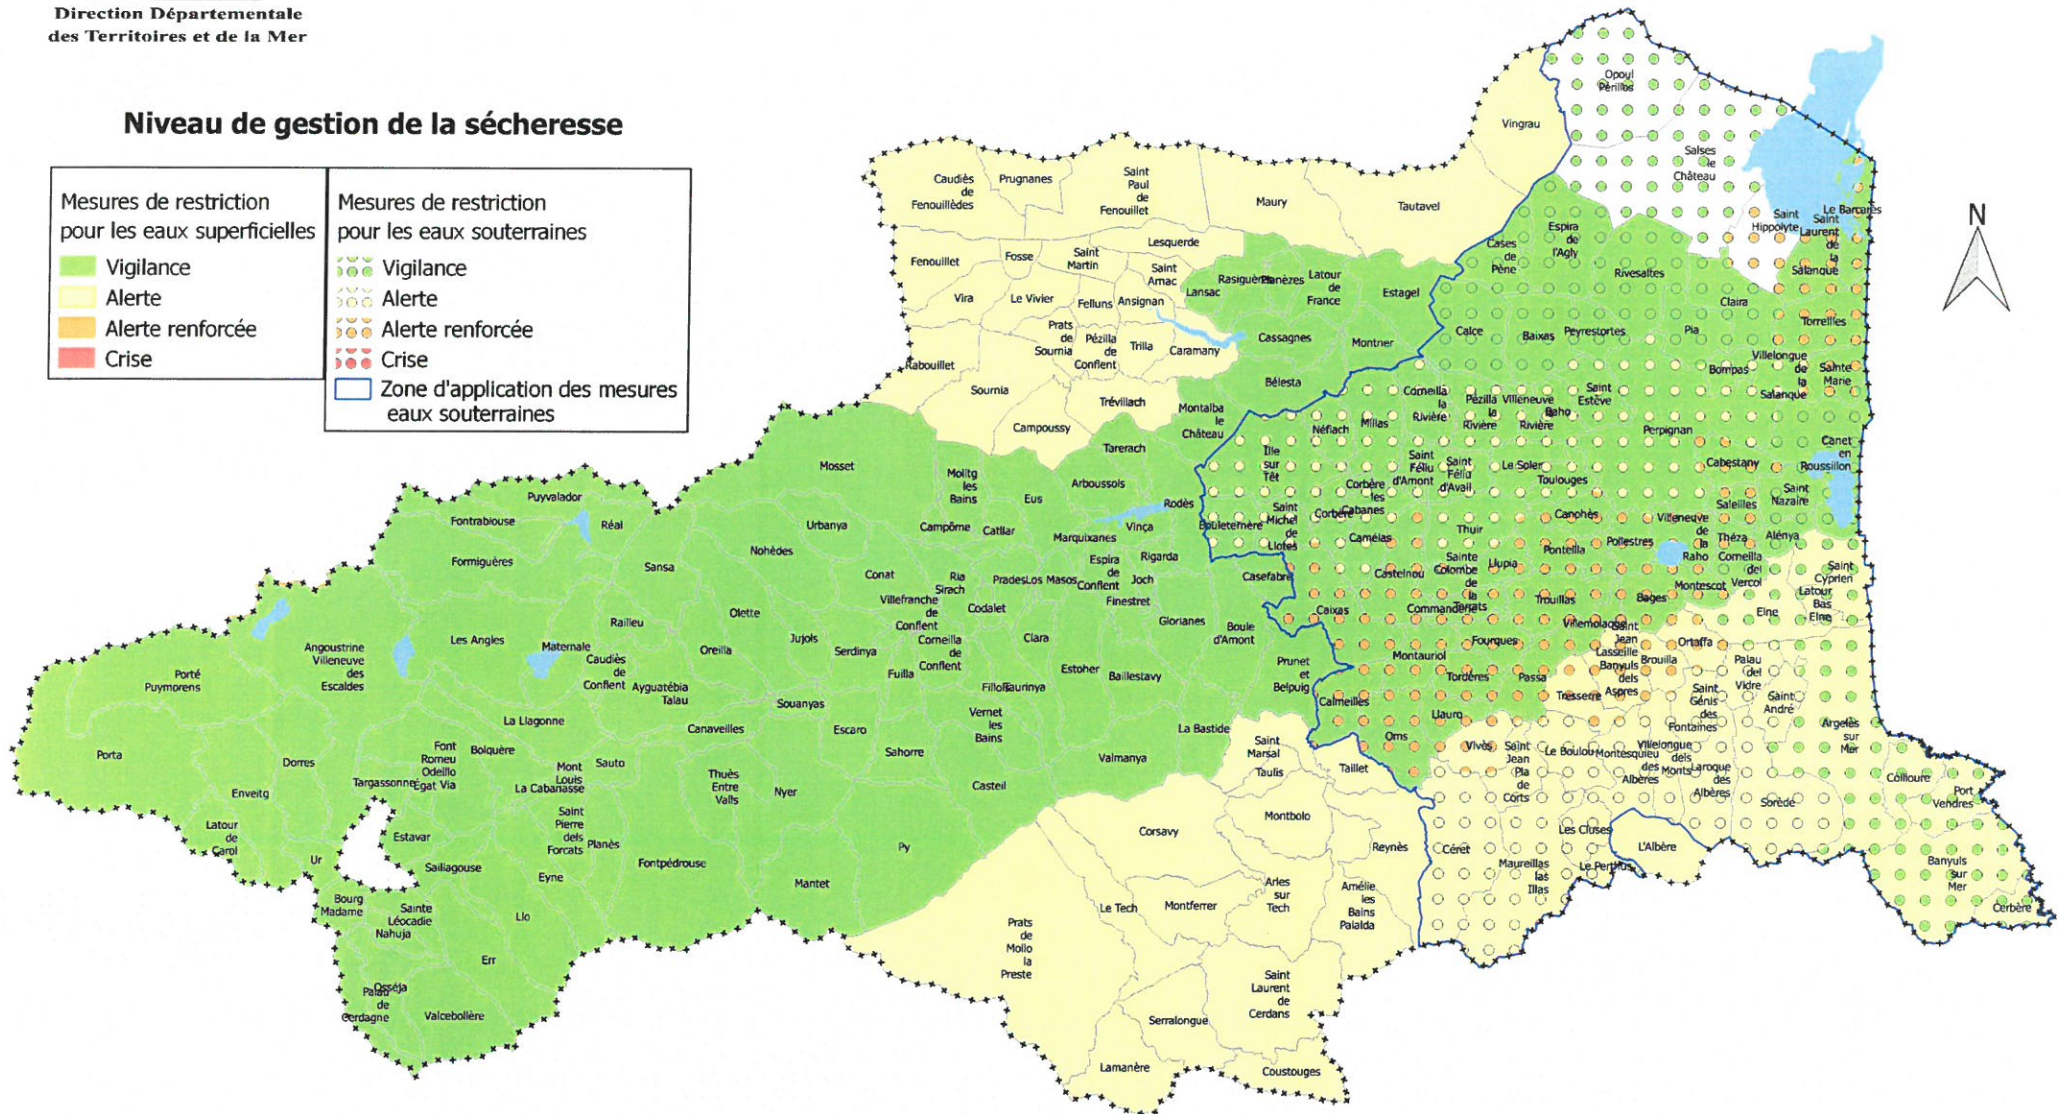 Direction Départementale
des Territoires et de la Mer
Niveau de gestion de la sécheresse
Mesures de restriction
pour les eaux superficielles
Vigilance
Alerte
Alerte renforcée
Crise
Mesures de restriction
pour les eaux souterraines
Vigilance
Alerte
Alerte renforcée
Crise
Zone d'application des mesures
eaux souterraines
N
Opoul
Périllos
Vingrau
Salses
le
Château
Caudiès
de
Fenouillèdes
Prugnanes
Saint
Paul
de
Fenouillet
Maury
Tautavel
Le Barcarès
Saint
Hippolyte
Saint
Laurent
de
la
Salanque
Cases
de
Pène
Espira
de
l'Agly
Rivesaltes
Claira
Torreilles
Fenouillet
Fosse
Saint
Martin
Lesquerde
Saint
Arnac
Lansac
Rasiguères
Planèzes
Latour
de
France
Estagel
Vira
Le Vivier
Felluns
Ansignan
Prats
de
Sournia
Pézilla
de
Conflent
Trilla
Caramany
Cassagnes
Montner
Calce
Baixas
Peyrestortes
Pia
Rabouillet
Sournia
Trévillach
Campoussy
Bélesta
Montalba
le
Château
Tarerach
Corneilla
la
Rivière
Pézilla
la
Rivière
Villeneuve
Rivière
Baho
Saint
Estève
Bompas
Villelongue
de
la
Salanque
Sainte
Marie
Néfiach
Millas
Perpignan
Canet
en
Roussillon
Ille
sur
Têt
Saint
Féliu
d'Amont
Saint
Féliu
d'Avall
Le Soler
Toulouges
Cabestany
Saint
Nazaire
Saleilles
Mosset
Molitg
les
Bains
Eus
Arboussols
Rodès
Puyvalador
Fontrabiouse
Réal
Urbanya
Campôme
Catllar
Marquixanes
Vinça
Bouleternère
Saint
Michel
de
Llotes
Corbère
Corbère
les
Cabanes
Camélas
Thuir
Canohès
Pollestres
Villeneuve
de
la
Raho
Théza
Alénya
Corneilla
del
Vercol
Formiguères
Sansa
Nohèdes
Conat
Ria
Sirach
Prades
Los Masos
Espira
de
Conflent
Rigarda
Joch
Finestret
Casefabre
Castelnou
Sainte
Colombe
de
la
Commanderie
Terrats
Llupia
Ponteilla
Trouillas
Bages
Montescot
Elne
Saint
Cyprien
Latour
Bas
Elne
Villefranche
de
Conflent
Codalet
Corneilla
de
Conflent
Clara
Glorianes
Boule
d'Amont
Caixas
Fourques
Villemolaque
Saint
Jean
Lasseille
Banyuls
dels
Aspres
Brouilla
Ortaffa
Palau
del
Vidre
Angoustrine
Villeneuve
des
Escaldes
Les Angles
Maternale
Railleu
Olette
Oreilla
Jujols
Serdinya
Fuilla
Fillols
Taurinya
Estoher
Baillestavy
Prunet
et
Belpuig
Montauriol
Tordères
Passa
Tresserre
Saint
Génis
des
Fontaines
Saint
André
Argelès
sur
Mer
Porté
Puymorens
Caudiès
de
Conflent
Ayguatébia
Talau
Souanyas
Canaveilles
Escaro
Sahorre
Vernet
les
Bains
Valmanya
La Bastide
Calmeilles
Llauro
Oms
Vivès
Saint
Jean
Pla
de
Corts
Le Boulou
Montesquieu
des
Albères
Villelongue
dels
Monts
Laroque
des
Albères
Sorède
Collioure
Port
Vendres
Porta
Dorres
Enveitg
Latour
de
Carol
Ur
Targassonne
Font
Romeu
Odeillo
Via
Égat
Bolquère
La Llagonne
Mont
Louis
La Cabanasse
Sauto
Saint
Pierre
dels
Forcats
Planès
Thuès
Entre
Valls
Nyer
Casteil
Saint
Marsal
Taulis
Taillet
Estavar
Saillagouse
Eyne
Fontpédrouse
Py
Mantet
Corsavy
Montbolo
Reynès
Céret
Les Cluses
Maureillas
las
Illas
Le Perthus
L'Albère
Banyuls
sur
Mer
Cerbère
Bourg
Madame
Sainte
Léocadie
Nahuja
Llo
Err
Osséja
Palau
de
Cerdagne
Valcebollère
Prats
de
Mollo
la
Preste
Le Tech
Montferrer
Arles
sur
Tech
Amélie
les
Bains
Palalda
Saint
Laurent
de
Cerdans
Serralongue
Lamanère
Coustouges